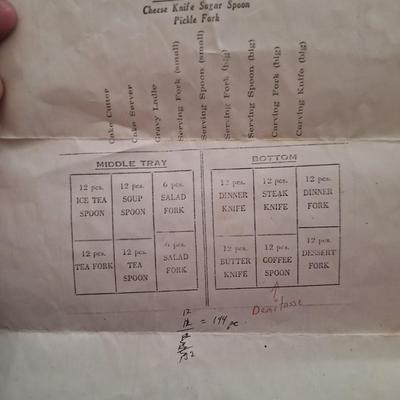 Cheese Knife Sugar Spoon
Pickle Fork
Cake Cutter
Cake Server
Gravy Ladle
Serving Fork (small)
Serving Spoon (small)
Serving Fork (big)
Serving Spoon (big)
Carving Fork (big)
Carving Knife (big)
MIDDLE TRAY
12 pcs. ICE TEA SPOON
12 pcs. SOUP SPOON
6 pcs. SALAD FORK
12 pcs. TEA FORK
12 pcs. TEA SPOON
6 pcs. SALAD FORK
BOTTOM
12 pcs. DINNER KNIFE
12 pcs. STEAK KNIFE
12 pcs. DINNER FORK
12 pcs. BUTTER KNIFE
12 pcs. COFFEE SPOON
12 pcs. DESSERT FORK
Demitasse
12
12
= 144 pc